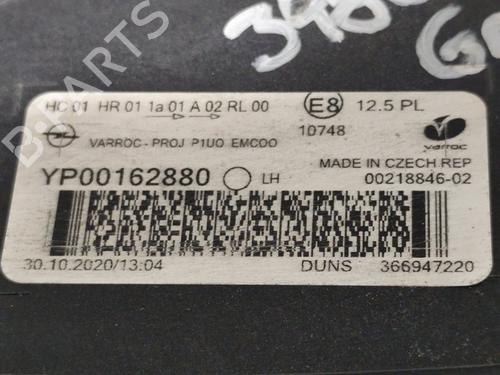 HC 01 HR 01 1a 01 A 02 RL 00 E8 12.5 PL
10748
VARROC - PROJ P1UO EMCOO varroc
MADE IN CZECH REP
YP00162880 LH 00218846-02
30.10.2020/13:04 DUNS 366947220
B-PARTS